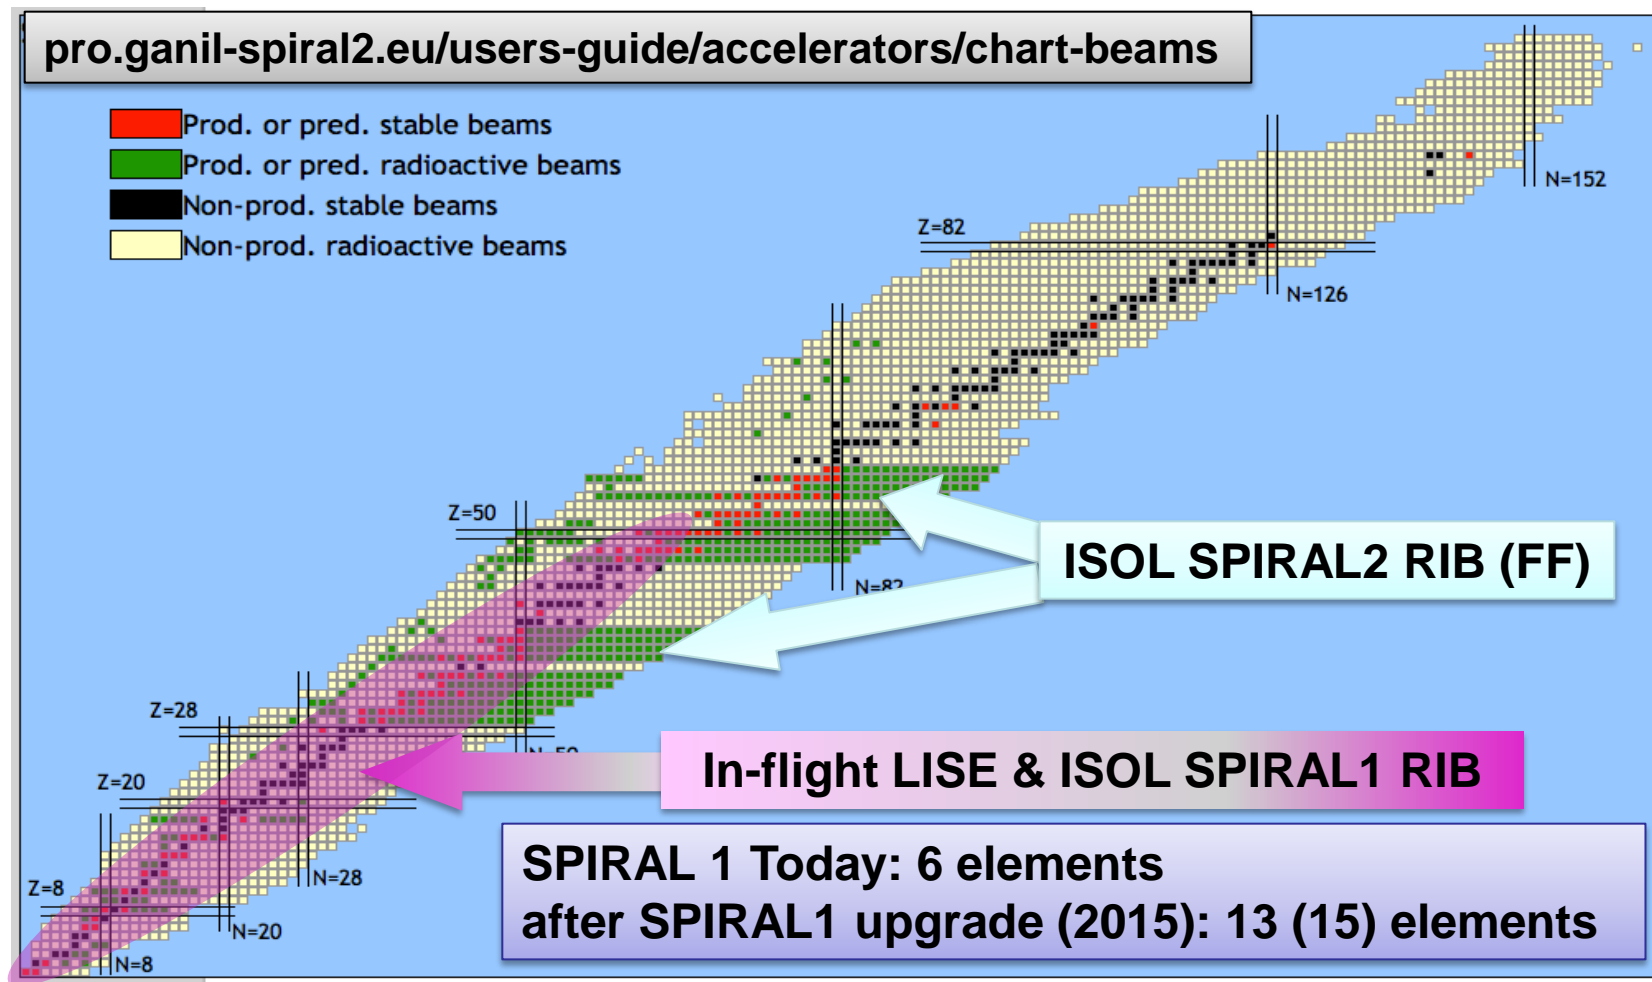 pro.ganil-spiral2.eu/users-guide/accelerators/chart-beams
Prod. or pred. stable beams
Prod. or pred. radioactive beams
Non-prod. stable beams
Non-prod. radioactive beams
N=152
Z=82
N=126
Z=50
ISOL SPIRAL2 RIB (FF)
N=82
Z=28
In-flight LISE & ISOL SPIRAL1 RIB
Z=20
SPIRAL 1 Today: 6 elements
after SPIRAL1 upgrade (2015): 13 (15) elements
N=28
Z=8
N=20
N=8